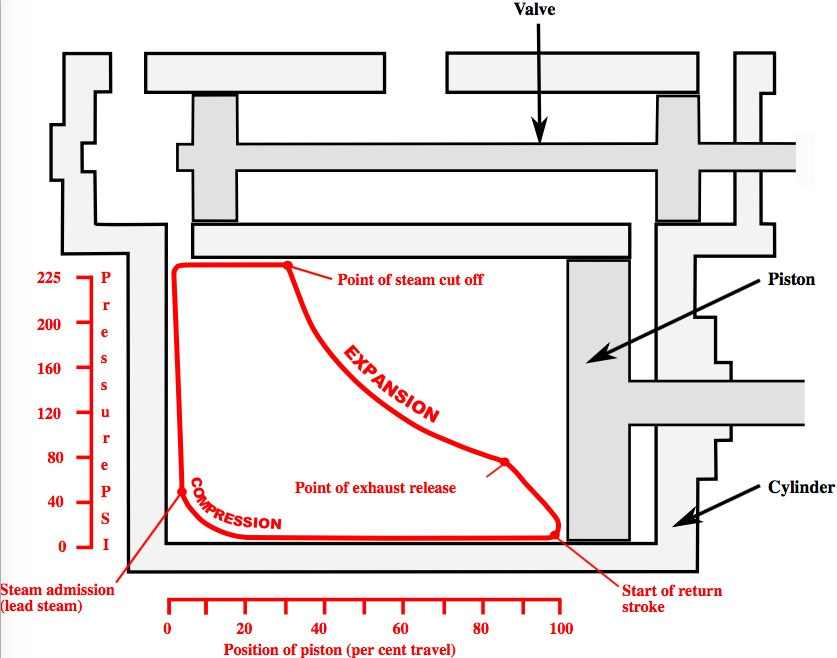 Valve
225
200
160
120
80
40
0
Pressure PSI
Point of steam cut off
Piston
EXPANSION
Point of exhaust release
COMPRESSION
Cylinder
Steam admission
(lead steam)
Start of return
stroke
0 20 40 60 80 100
Position of piston (per cent travel)